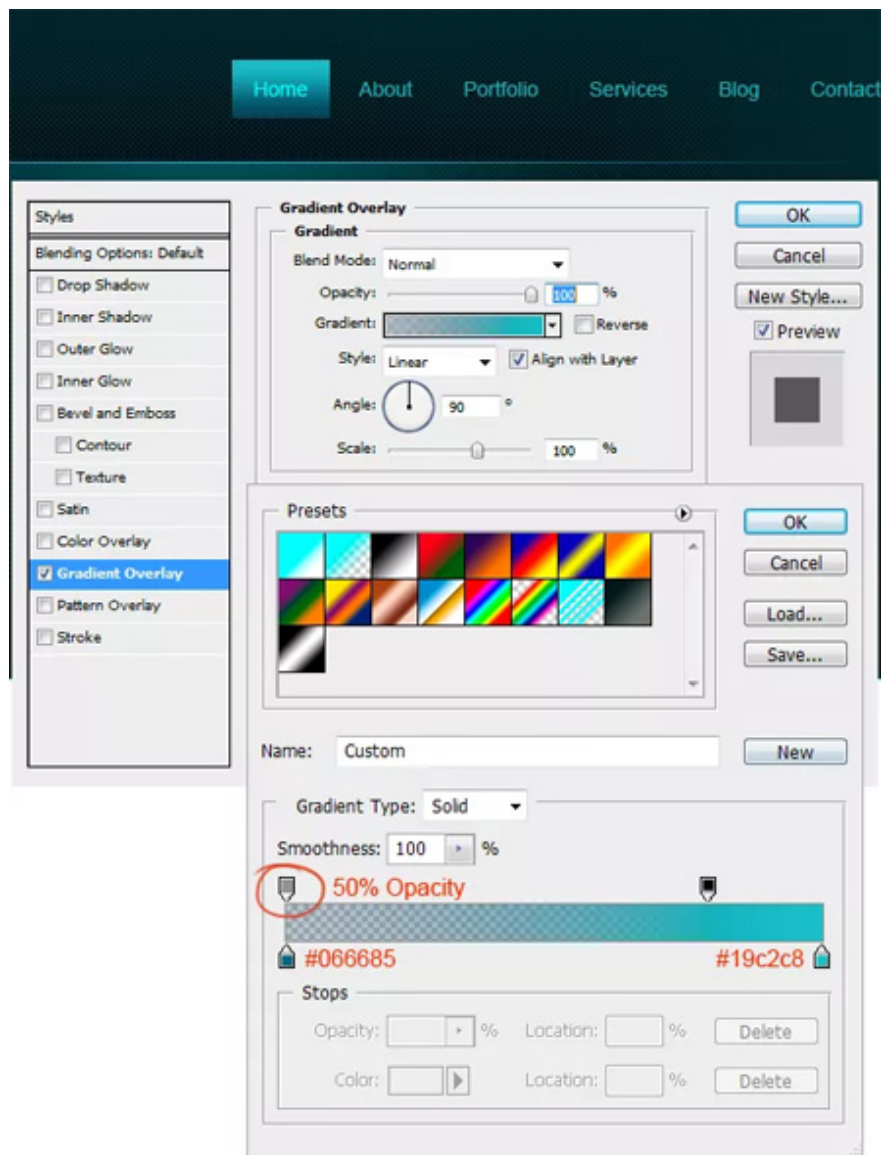 Home About Portfolio Services Blog Contact
Styles
Blending Options: Default
Drop Shadow
Inner Shadow
Outer Glow
Inner Glow
Bevel and Emboss
Contour
Texture
Satin
Color Overlay
Gradient Overlay
Pattern Overlay
Stroke
Gradient Overlay
Gradient
Blend Mode: Normal
Opacity: 100 %
Gradient: Reverse
Style: Linear Align with Layer
Angle: 90 °
Scale: 100 %
OK
Cancel
New Style...
Preview
Presets
OK
Cancel
Load...
Save...
Name: Custom New
Gradient Type: Solid
Smoothness: 100 %
50% Opacity
#066685 #19c2c8
Stops
Opacity: % Location: % Delete
Color: Location: % Delete